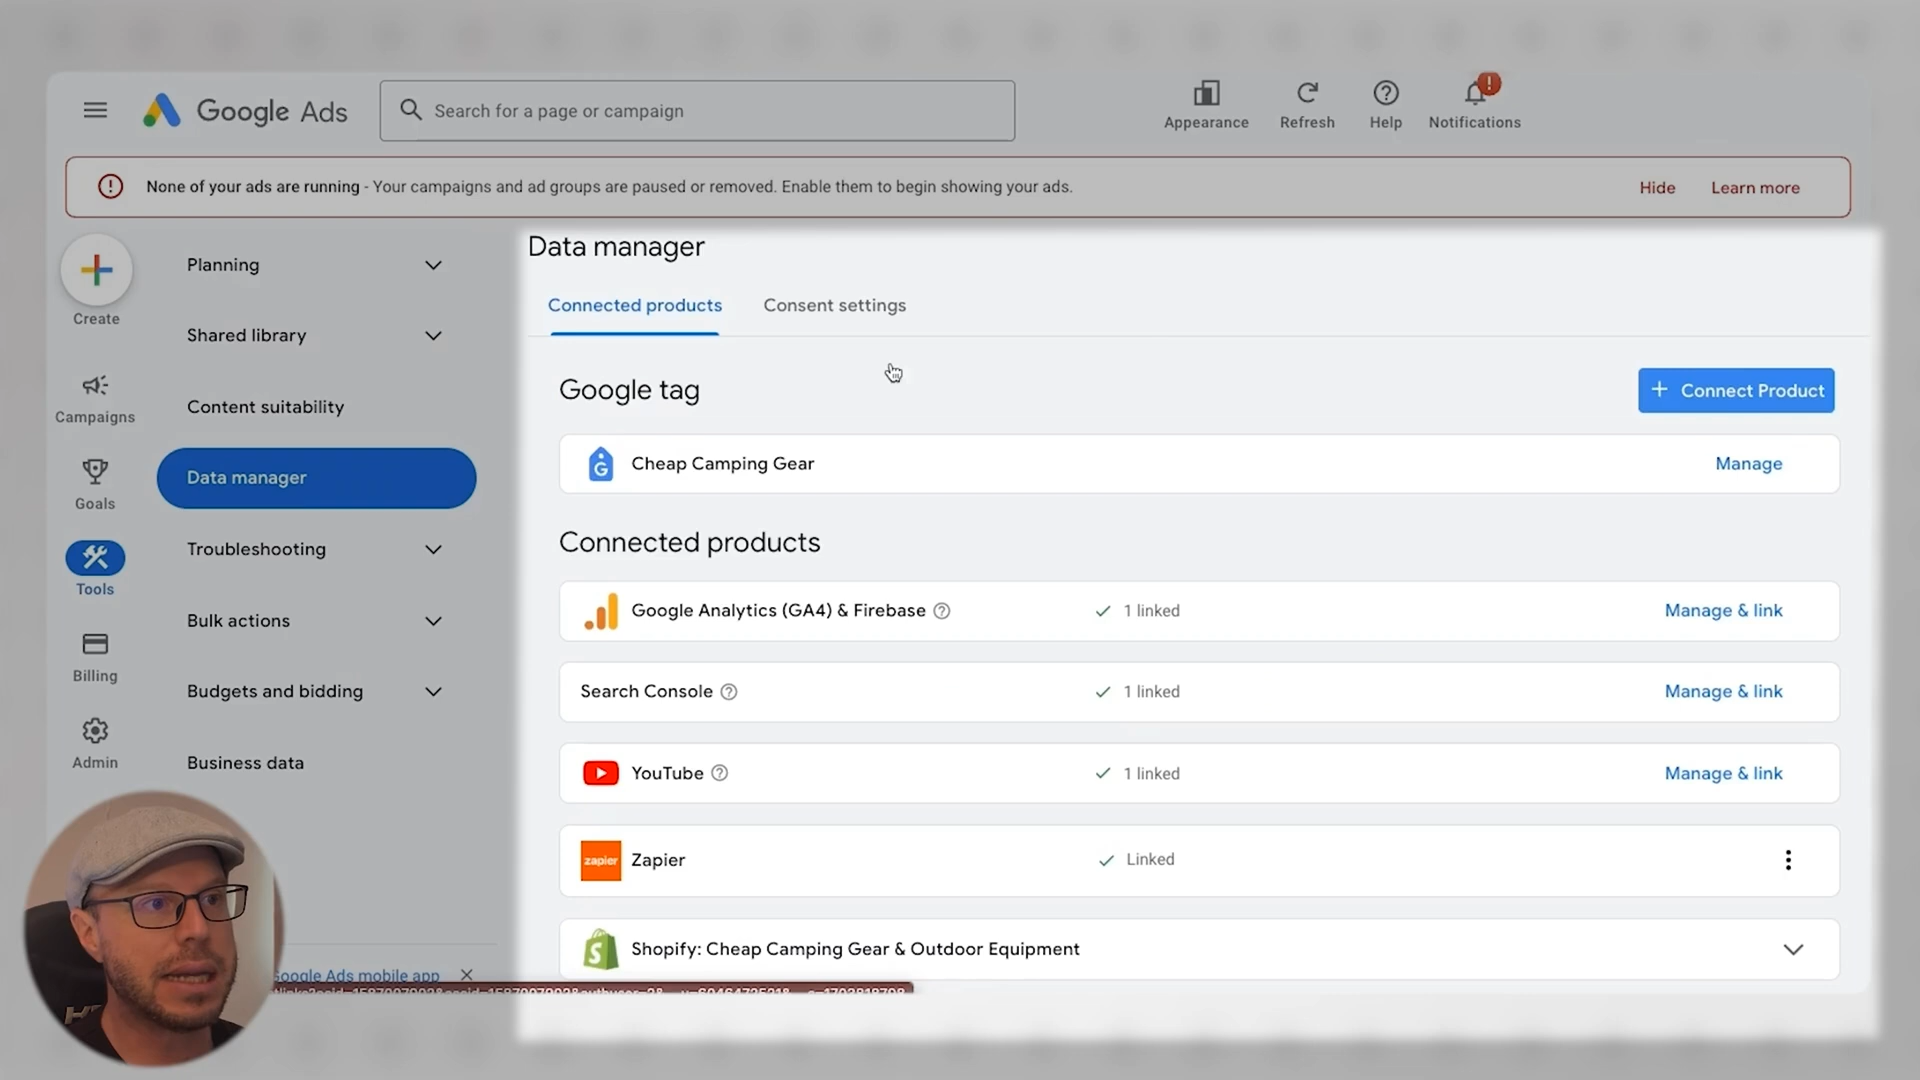 Google Ads
Search for a page or campaign
Appearance
Refresh
Help
Notifications
None of your ads are running - Your campaigns and ad groups are paused or removed. Enable them to begin showing your ads.
Hide
Learn more
Create
Campaigns
Goals
Tools
Billing
Admin
Planning
Shared library
Content suitability
Data manager
Troubleshooting
Bulk actions
Budgets and bidding
Business data
Google Ads mobile app
Data manager
Connected products
Consent settings
Google tag
+ Connect Product
Cheap Camping Gear
Manage
Connected products
Google Analytics (GA4) & Firebase
1 linked
Manage & link
Search Console
1 linked
Manage & link
YouTube
1 linked
Manage & link
zapier
Zapier
Linked
Shopify: Cheap Camping Gear & Outdoor Equipment